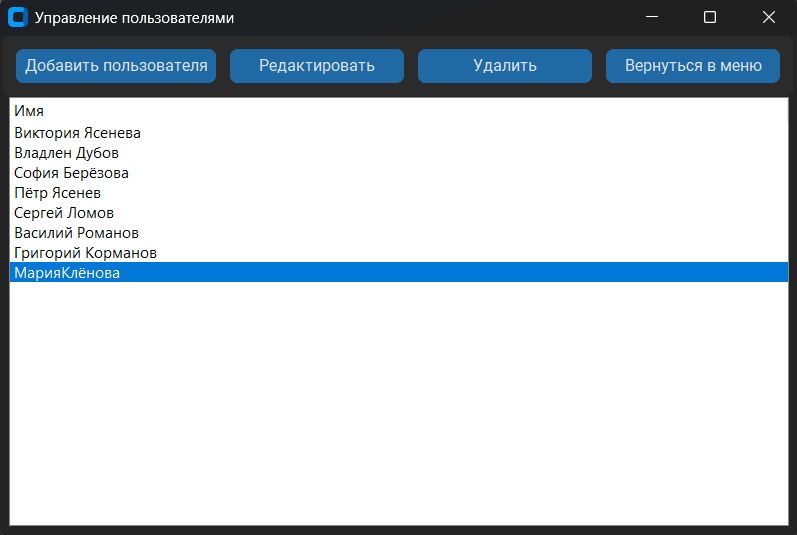 Управление пользователями
Добавить пользователя Редактировать Удалить Вернуться в меню
Имя
Виктория Ясенева
Владлен Дубов
София Берёзова
Пётр Ясенев
Сергей Ломов
Василий Романов
Григорий Корманов
МарияКлёнова